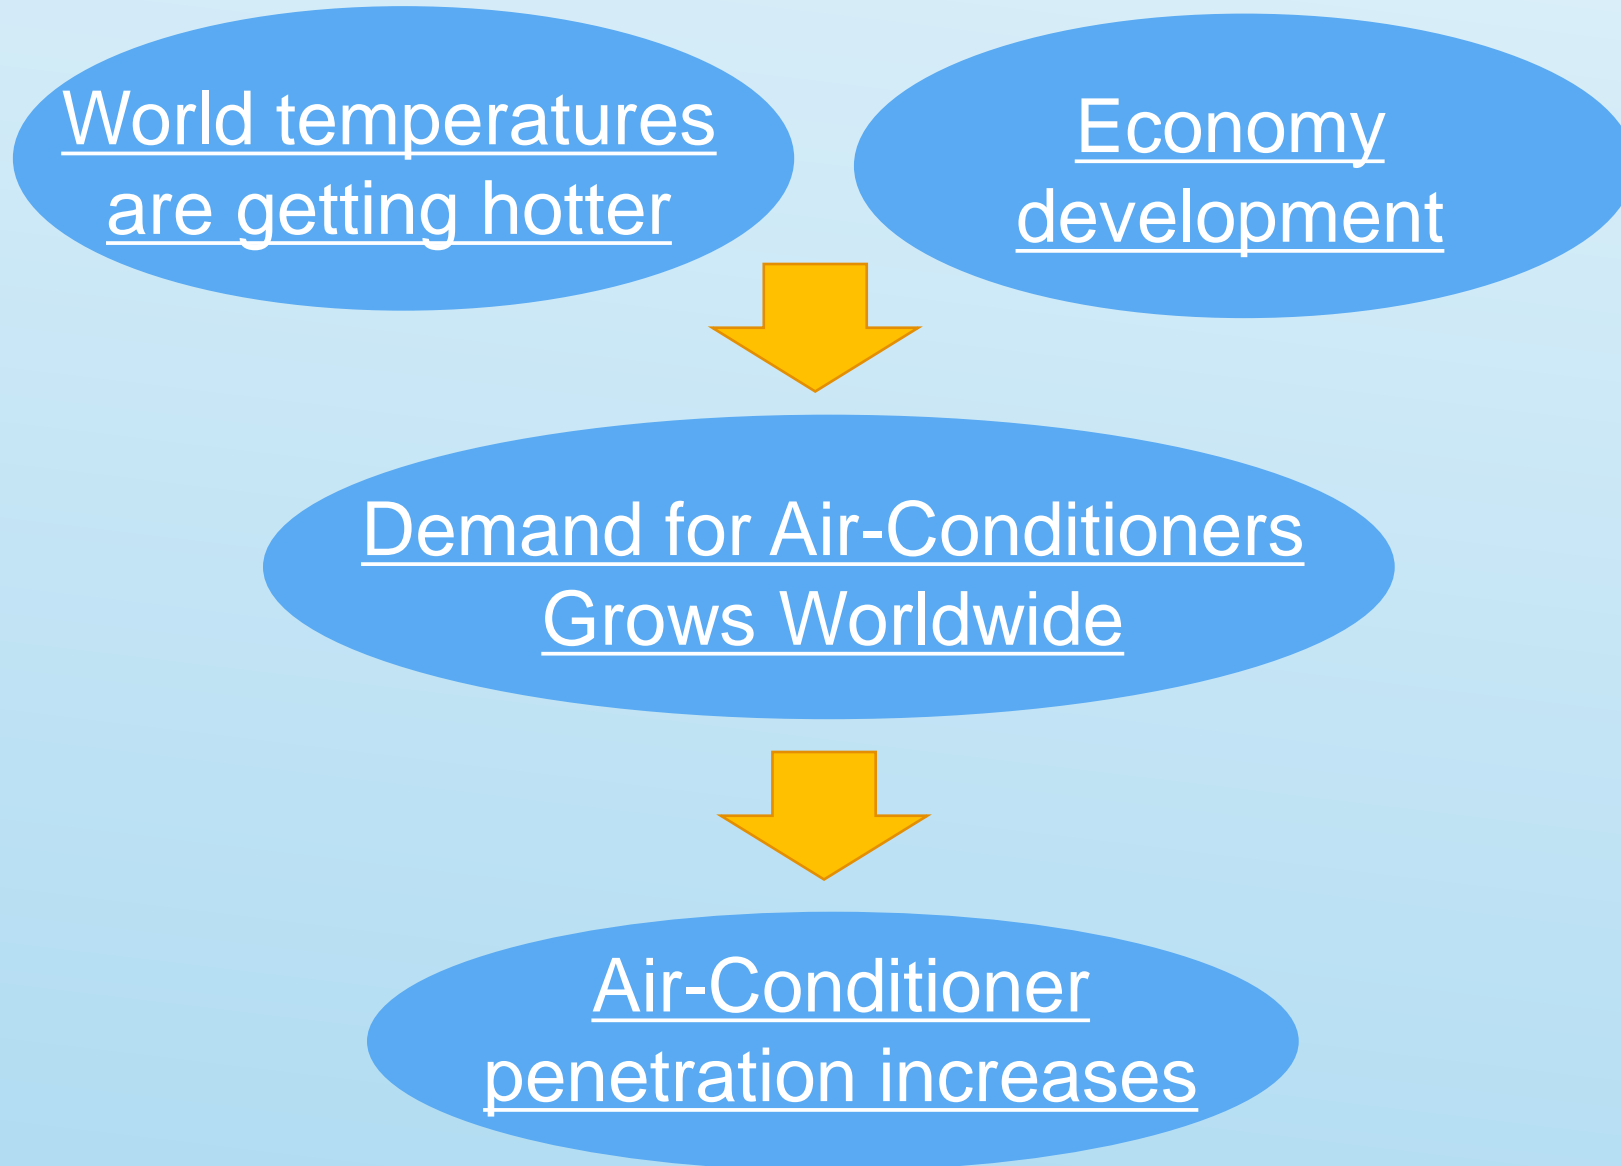 World temperatures
are getting hotter
Economy
development
Demand for Air-Conditioners
Grows Worldwide
Air-Conditioner
penetration increases